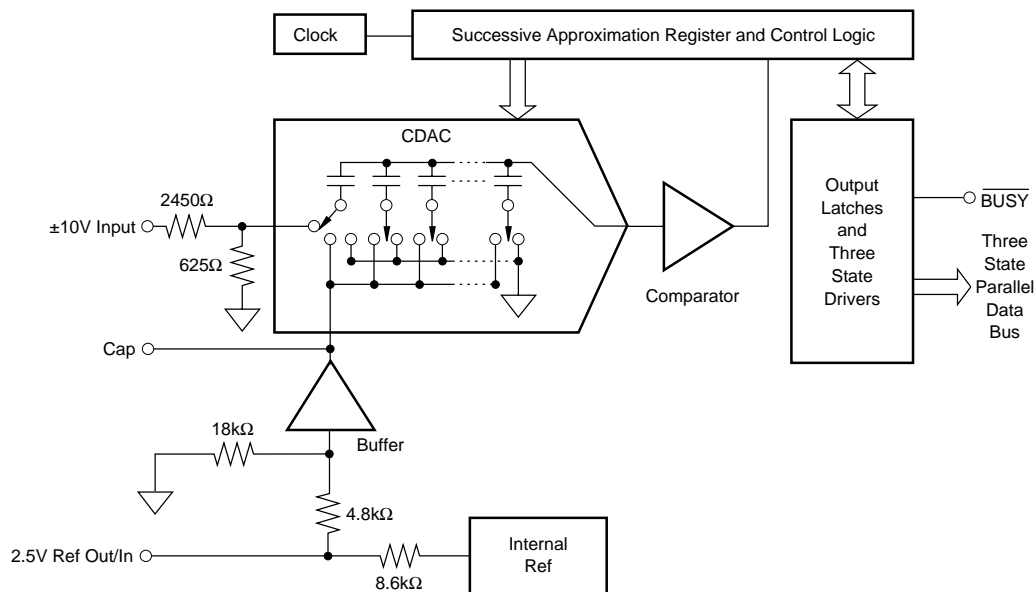 Clock
Successive Approximation Register and Control Logic
CDAC
2450Ω
±10V Input
625Ω
Comparator
Output
Latches
and
Three
State
Drivers
BUSY
Three
State
Parallel
Data
Bus
Cap
Buffer
18kΩ
4.8kΩ
2.5V Ref Out/In
8.6kΩ
Internal
Ref